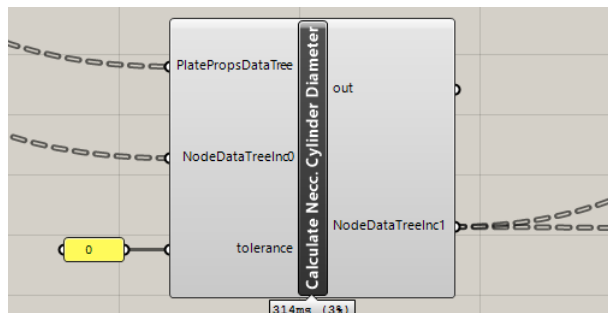 PlatePropsDataTree
NodeDataTreeInc0
0
tolerance
Calculate Necc. Cylinder Diameter
out
NodeDataTreeInc1
314ms (3%)